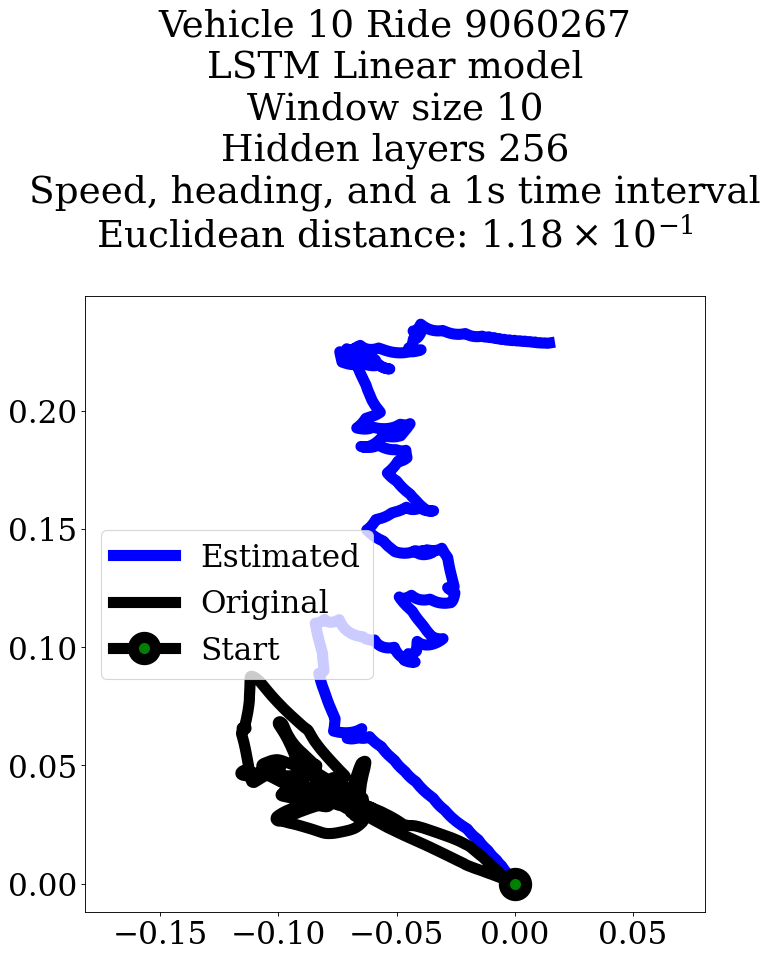 Vehicle 10 Ride 9060267
LSTM Linear model
Window size 10
Hidden layers 256
Speed, heading, and a 1s time interval
Euclidean distance: 1.18 × 10⁻¹
0.20
0.15
0.10
0.05
0.00
Estimated
Original
Start
−0.15 −0.10 −0.05 0.00 0.05